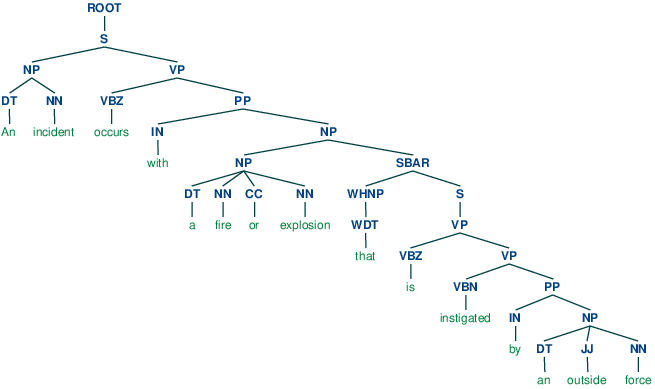 ROOT
S
NP VP
DT NN VBZ PP
An incident occurs IN NP
with NP SBAR
DT NN CC NN WHNP S
a fire or explosion WDT VP
that VBZ VP
is VBN PP
instigated IN NP
by DT JJ NN
an outside force